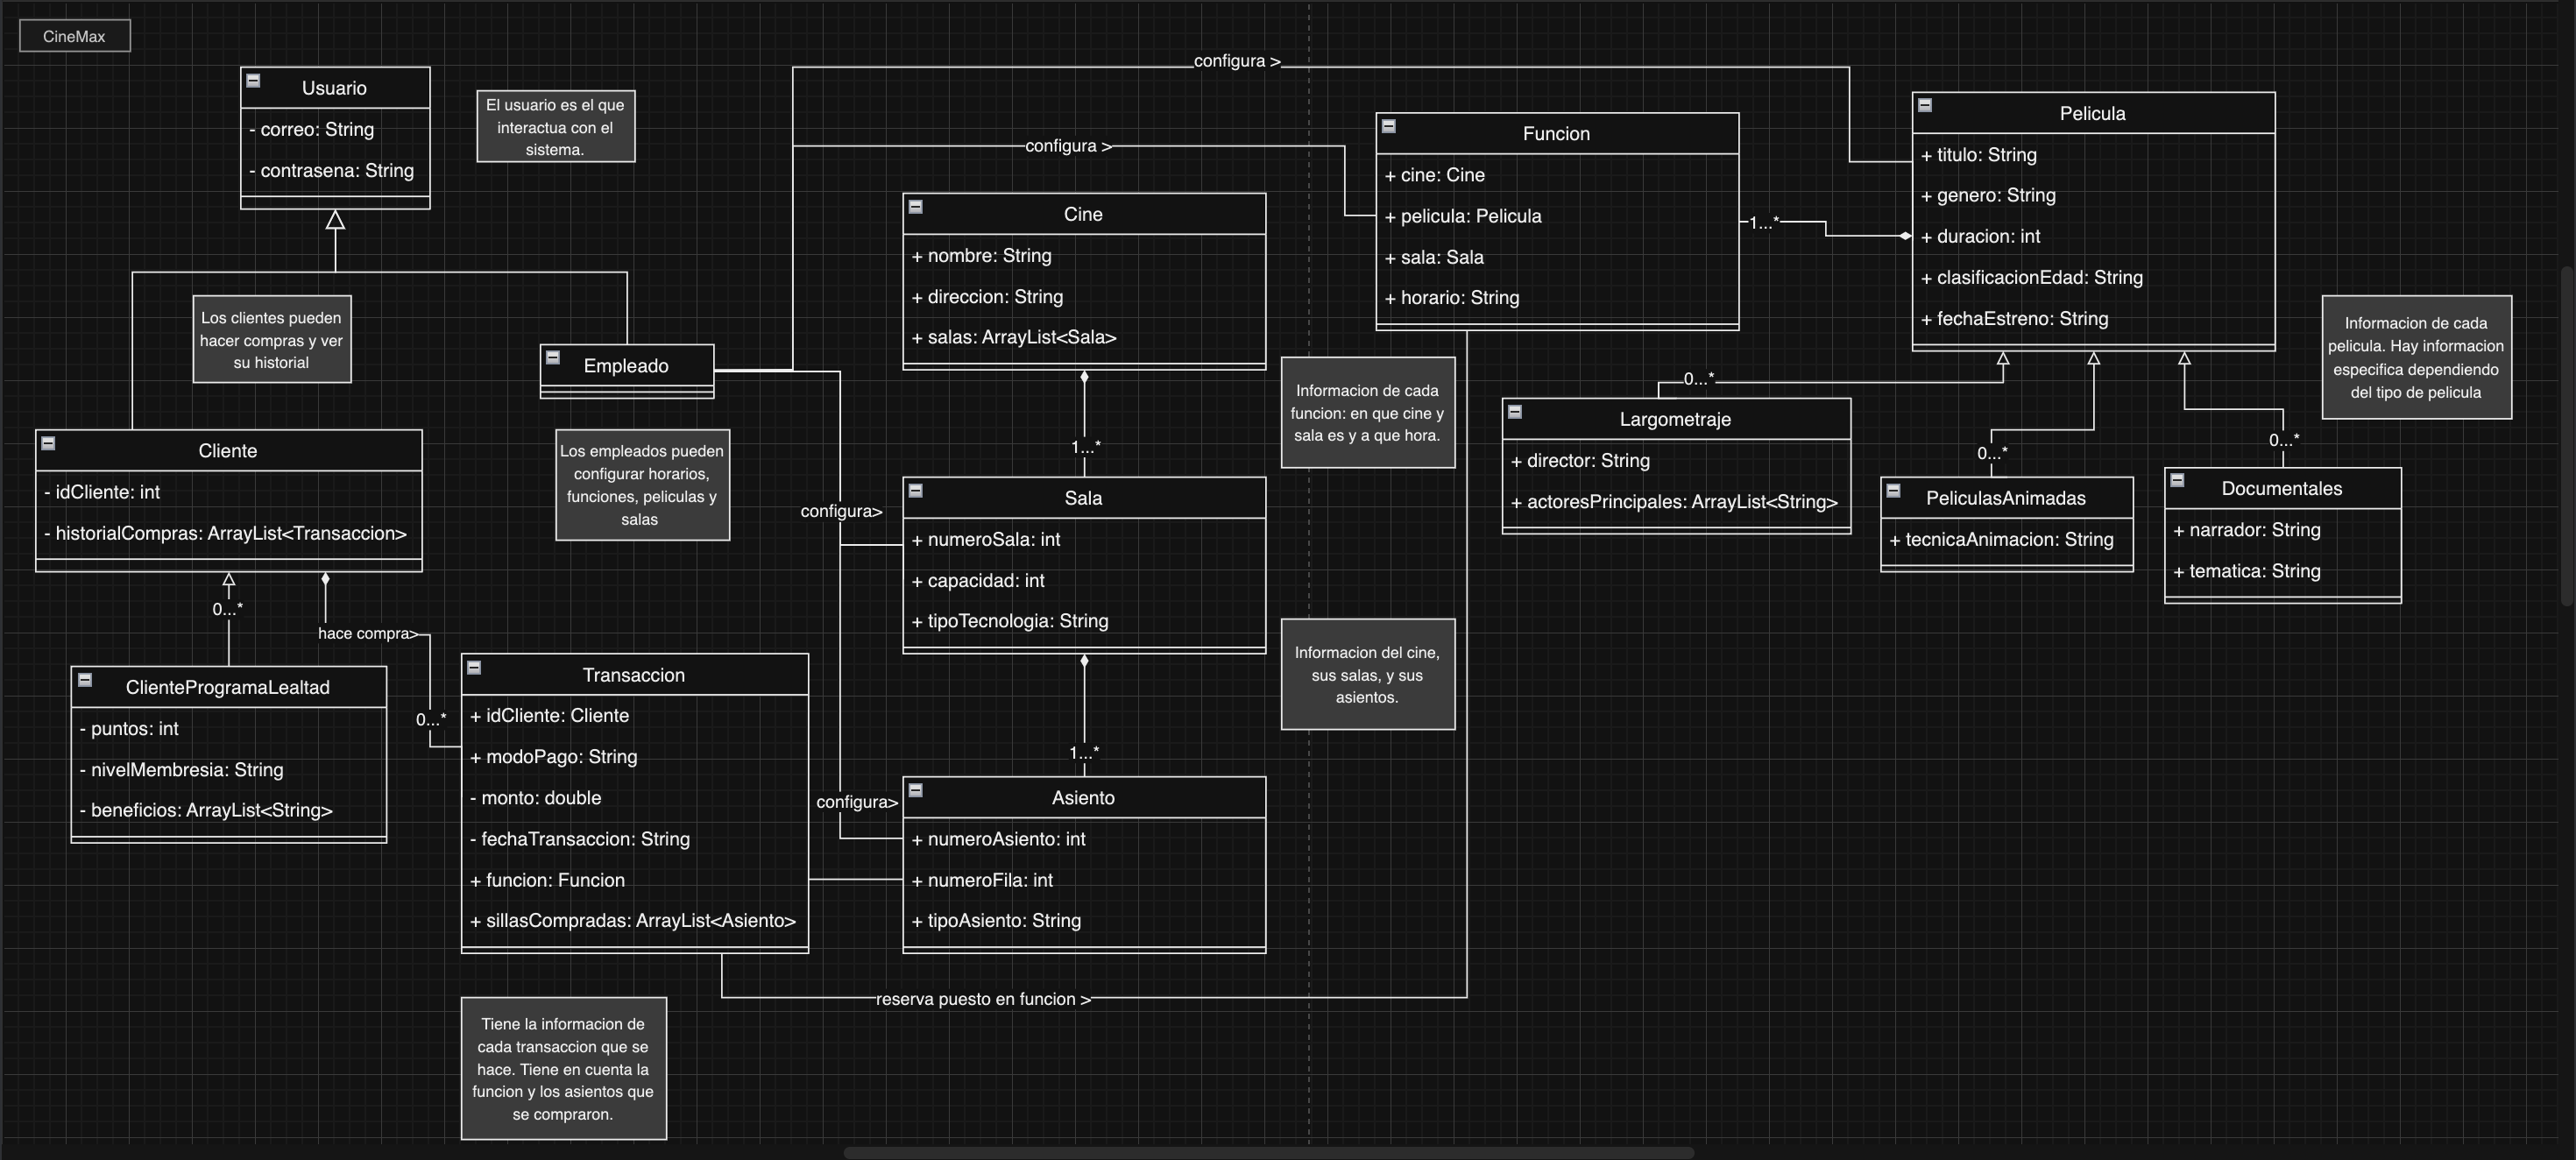 CineMax
Usuario
- correo: String
- contrasena: String
El usuario es el que
interactua con el
sistema.
configura >
configura >
Funcion
+ cine: Cine
+ pelicula: Pelicula
+ sala: Sala
+ horario: String
1...*
Pelicula
+ titulo: String
+ genero: String
+ duracion: int
+ clasificacionEdad: String
+ fechaEstreno: String
Cine
+ nombre: String
+ direccion: String
+ salas: ArrayList<Sala>
Los clientes pueden
hacer compras y ver
su historial
Empleado
Informacion de cada
funcion: en que cine y
sala es y a que hora.
Informacion de cada
pelicula. Hay informacion
especifica dependiendo
del tipo de pelicula
0...*
Largometraje
+ director: String
+ actoresPrincipales: ArrayList<String>
0...*
PeliculasAnimadas
+ tecnicaAnimacion: String
0...*
Documentales
+ narrador: String
+ tematica: String
Cliente
- idCliente: int
- historialCompras: ArrayList<Transaccion>
Los empleados pueden
configurar horarios,
funciones, peliculas y
salas
1...*
configura>
Sala
+ numeroSala: int
+ capacidad: int
+ tipoTecnologia: String
0...*
hace compra>
0...*
ClienteProgramaLealtad
- puntos: int
- nivelMembresia: String
- beneficios: ArrayList<String>
Transaccion
+ idCliente: Cliente
+ modoPago: String
- monto: double
- fechaTransaccion: String
+ funcion: Funcion
+ sillasCompradas: ArrayList<Asiento>
Informacion del cine,
sus salas, y sus
asientos.
1...*
configura>
Asiento
+ numeroAsiento: int
+ numeroFila: int
+ tipoAsiento: String
reserva puesto en funcion >
Tiene la informacion de
cada transaccion que se
hace. Tiene en cuenta la
funcion y los asientos que
se compraron.